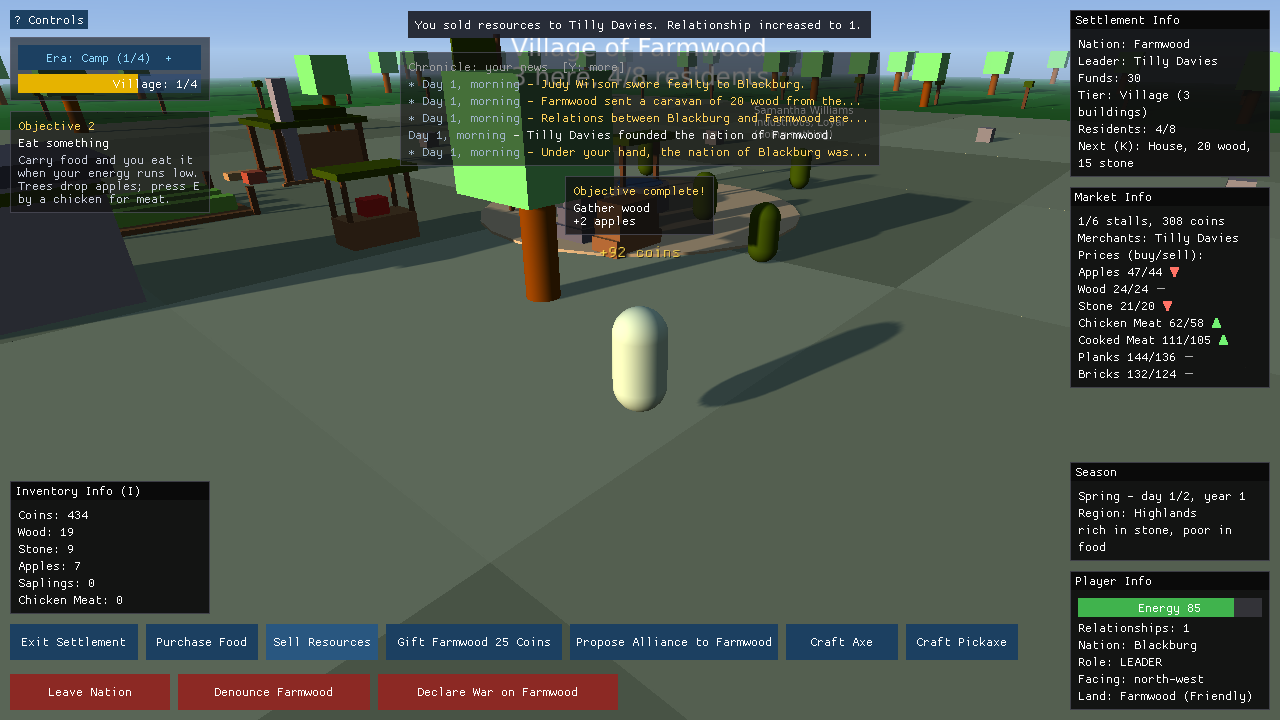 ? Controls
You sold resources to Tilly Davies. Relationship increased to 1.
Era: Camp (1/4) +
Village: 1/4
Objective 2
Eat something
Carry food and you eat it
when your energy runs low.
Trees drop apples; press E
by a chicken for meat.
Village of Farmwood
3 here, 4/8 residents
Chronicle: your news [Y: more]
* Day 1, morning – Judy Wilson swore fealty to Blackburg.
* Day 1, morning – Farmwood sent a caravan of 20 wood from the...
* Day 1, morning – Relations between Blackburg and Farmwood are...
Day 1, morning – Tilly Davies founded the nation of Farmwood.
* Day 1, morning – Under your hand, the nation of Blackburg was...
Samantha Williams
Objective complete!
Gather wood
+2 apples
+92 coins
Settlement Info
Nation: Farmwood
Leader: Tilly Davies
Funds: 30
Tier: Village (3
buildings)
Residents: 4/8
Next (K): House, 20 wood,
15 stone
Market Info
1/6 stalls, 308 coins
Merchants: Tilly Davies
Prices (buy/sell):
Apples 47/44 ▼
Wood 24/24 —
Stone 21/20 ▼
Chicken Meat 62/58 ▲
Cooked Meat 111/105 ▲
Planks 144/136 —
Bricks 132/124 —
Season
Spring – day 1/2, year 1
Region: Highlands
rich in stone, poor in
food
Player Info
Energy 85
Relationships: 1
Nation: Blackburg
Role: LEADER
Facing: north-west
Land: Farmwood (Friendly)
Inventory Info (I)
Coins: 434
Wood: 19
Stone: 9
Apples: 7
Saplings: 0
Chicken Meat: 0
Exit Settlement
Purchase Food
Sell Resources
Gift Farmwood 25 Coins
Propose Alliance to Farmwood
Craft Axe
Craft Pickaxe
Leave Nation
Denounce Farmwood
Declare War on Farmwood